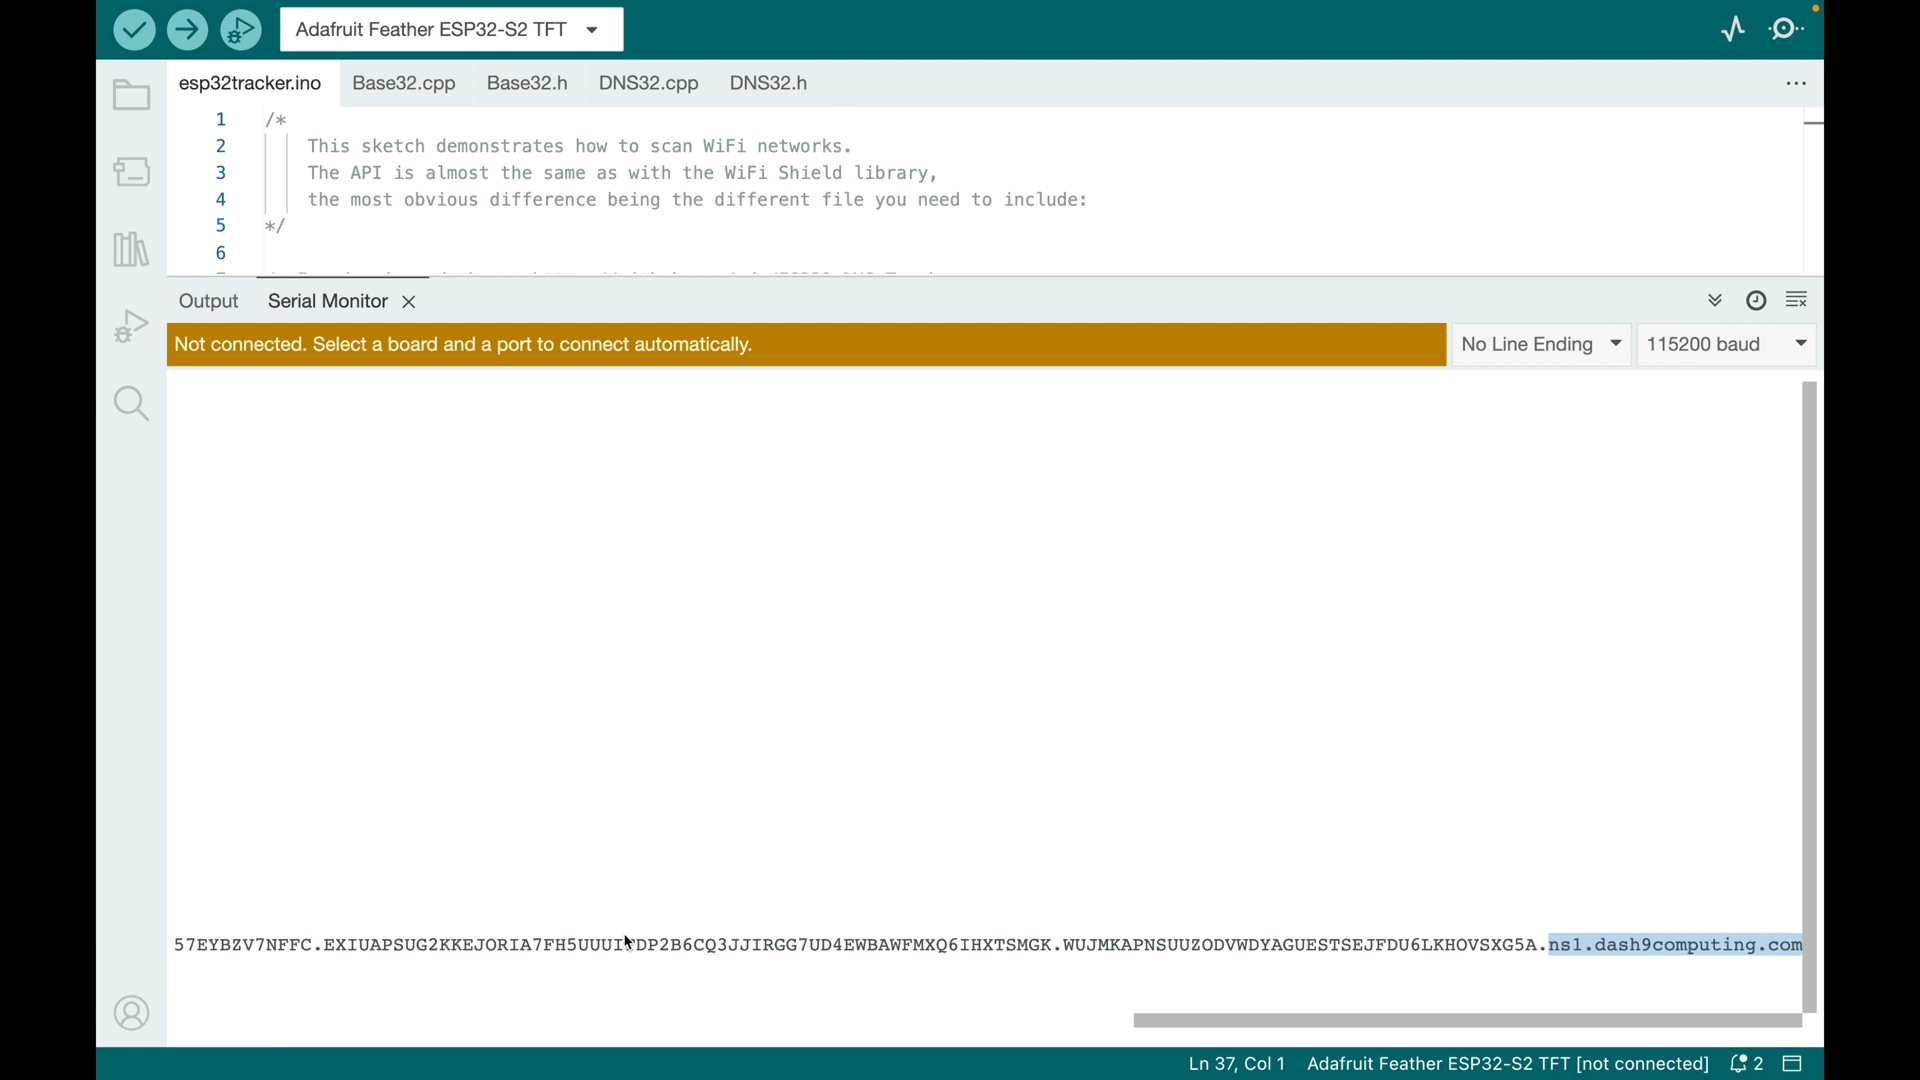 Adafruit Feather ESP32-S2 TFT
esp32tracker.ino Base32.cpp Base32.h DNS32.cpp DNS32.h
1 /*
2 This sketch demonstrates how to scan WiFi networks.
3 The API is almost the same as with the WiFi Shield library,
4 the most obvious difference being the different file you need to include:
5 */
6
Output Serial Monitor
Not connected. Select a board and a port to connect automatically. No Line Ending 115200 baud
57EYBZV7NFFC.EXIUAPSUG2KKEJORIA7FH5UUUI DP2B6CQ3JJIRGG7UD4EWBAWFMXQ6IHXTSMGK.WUJMKAPNSUUZODVWDYAGUESTSEJFDU6LKHOVSXG5A.ns1.dash9computing.com
Ln 37, Col 1 Adafruit Feather ESP32-S2 TFT [not connected] 2